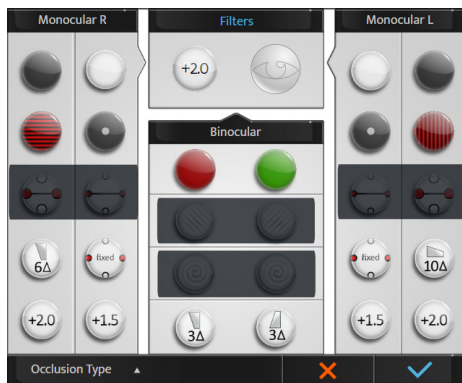 Monocular R
Filters
Monocular L
+2.0
Binocular
6Δ
fixed
fixed
10Δ
+2.0
+1.5
3Δ
3Δ
+1.5
+2.0
Occlusion Type